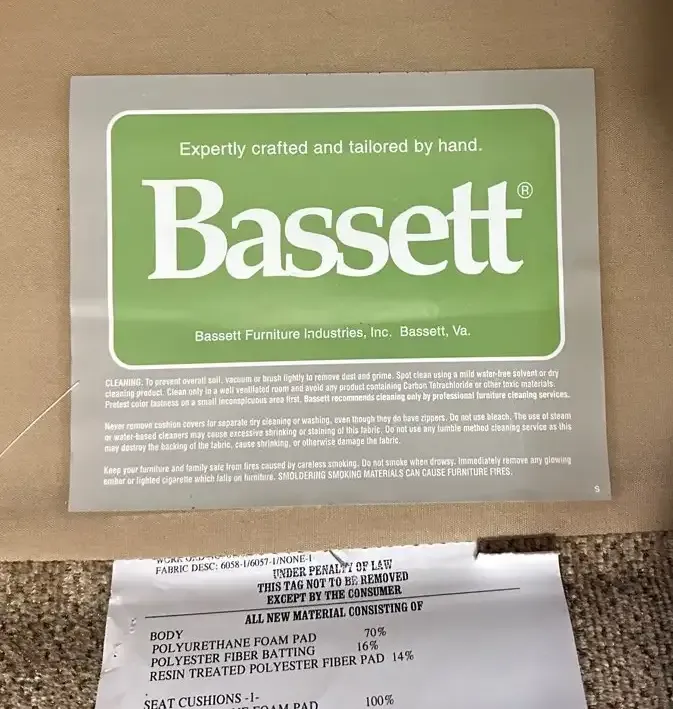 Expertly crafted and tailored by hand.
Bassett®
Bassett Furniture Industries, Inc. Bassett, Va.
CLEANING. To prevent overall soil, vacuum or brush lightly to remove dust and grime. Spot clean using a mild water-free solvent or dry
cleaning product. Clean only in a well ventilated room and avoid any product containing Carbon Tetrachloride or other toxic materials.
Pretest color fastness on a small inconspicuous area first. Bassett recommends cleaning only by professional furniture cleaning services.
Never remove cushion covers for separate dry cleaning or washing, even though they do have zippers. Do not use bleach. The use of steam
or water-based cleaners may cause excessive shrinking or staining of this fabric. Do not use any tumble method cleaning service as this
may destroy the backing of the fabric, cause shrinking, or otherwise damage the fabric.
Keep your furniture and family safe from fires caused by careless smoking. Do not smoke when drowsy. Immediately remove any glowing
ember or lighted cigarette which falls on furniture. SMOLDERING SMOKING MATERIALS CAN CAUSE FURNITURE FIRES.
S
WORK ORD
FABRIC DESC: 6058-1/6057-1/NONE-1
UNDER PENALTY OF LAW
THIS TAG NOT TO BE REMOVED
EXCEPT BY THE CONSUMER
ALL NEW MATERIAL CONSISTING OF
BODY
POLYURETHANE FOAM PAD 70%
POLYESTER FIBER BATTING 16%
RESIN TREATED POLYESTER FIBER PAD 14%
SEAT CUSHIONS -1-
FOAM PAD 100%